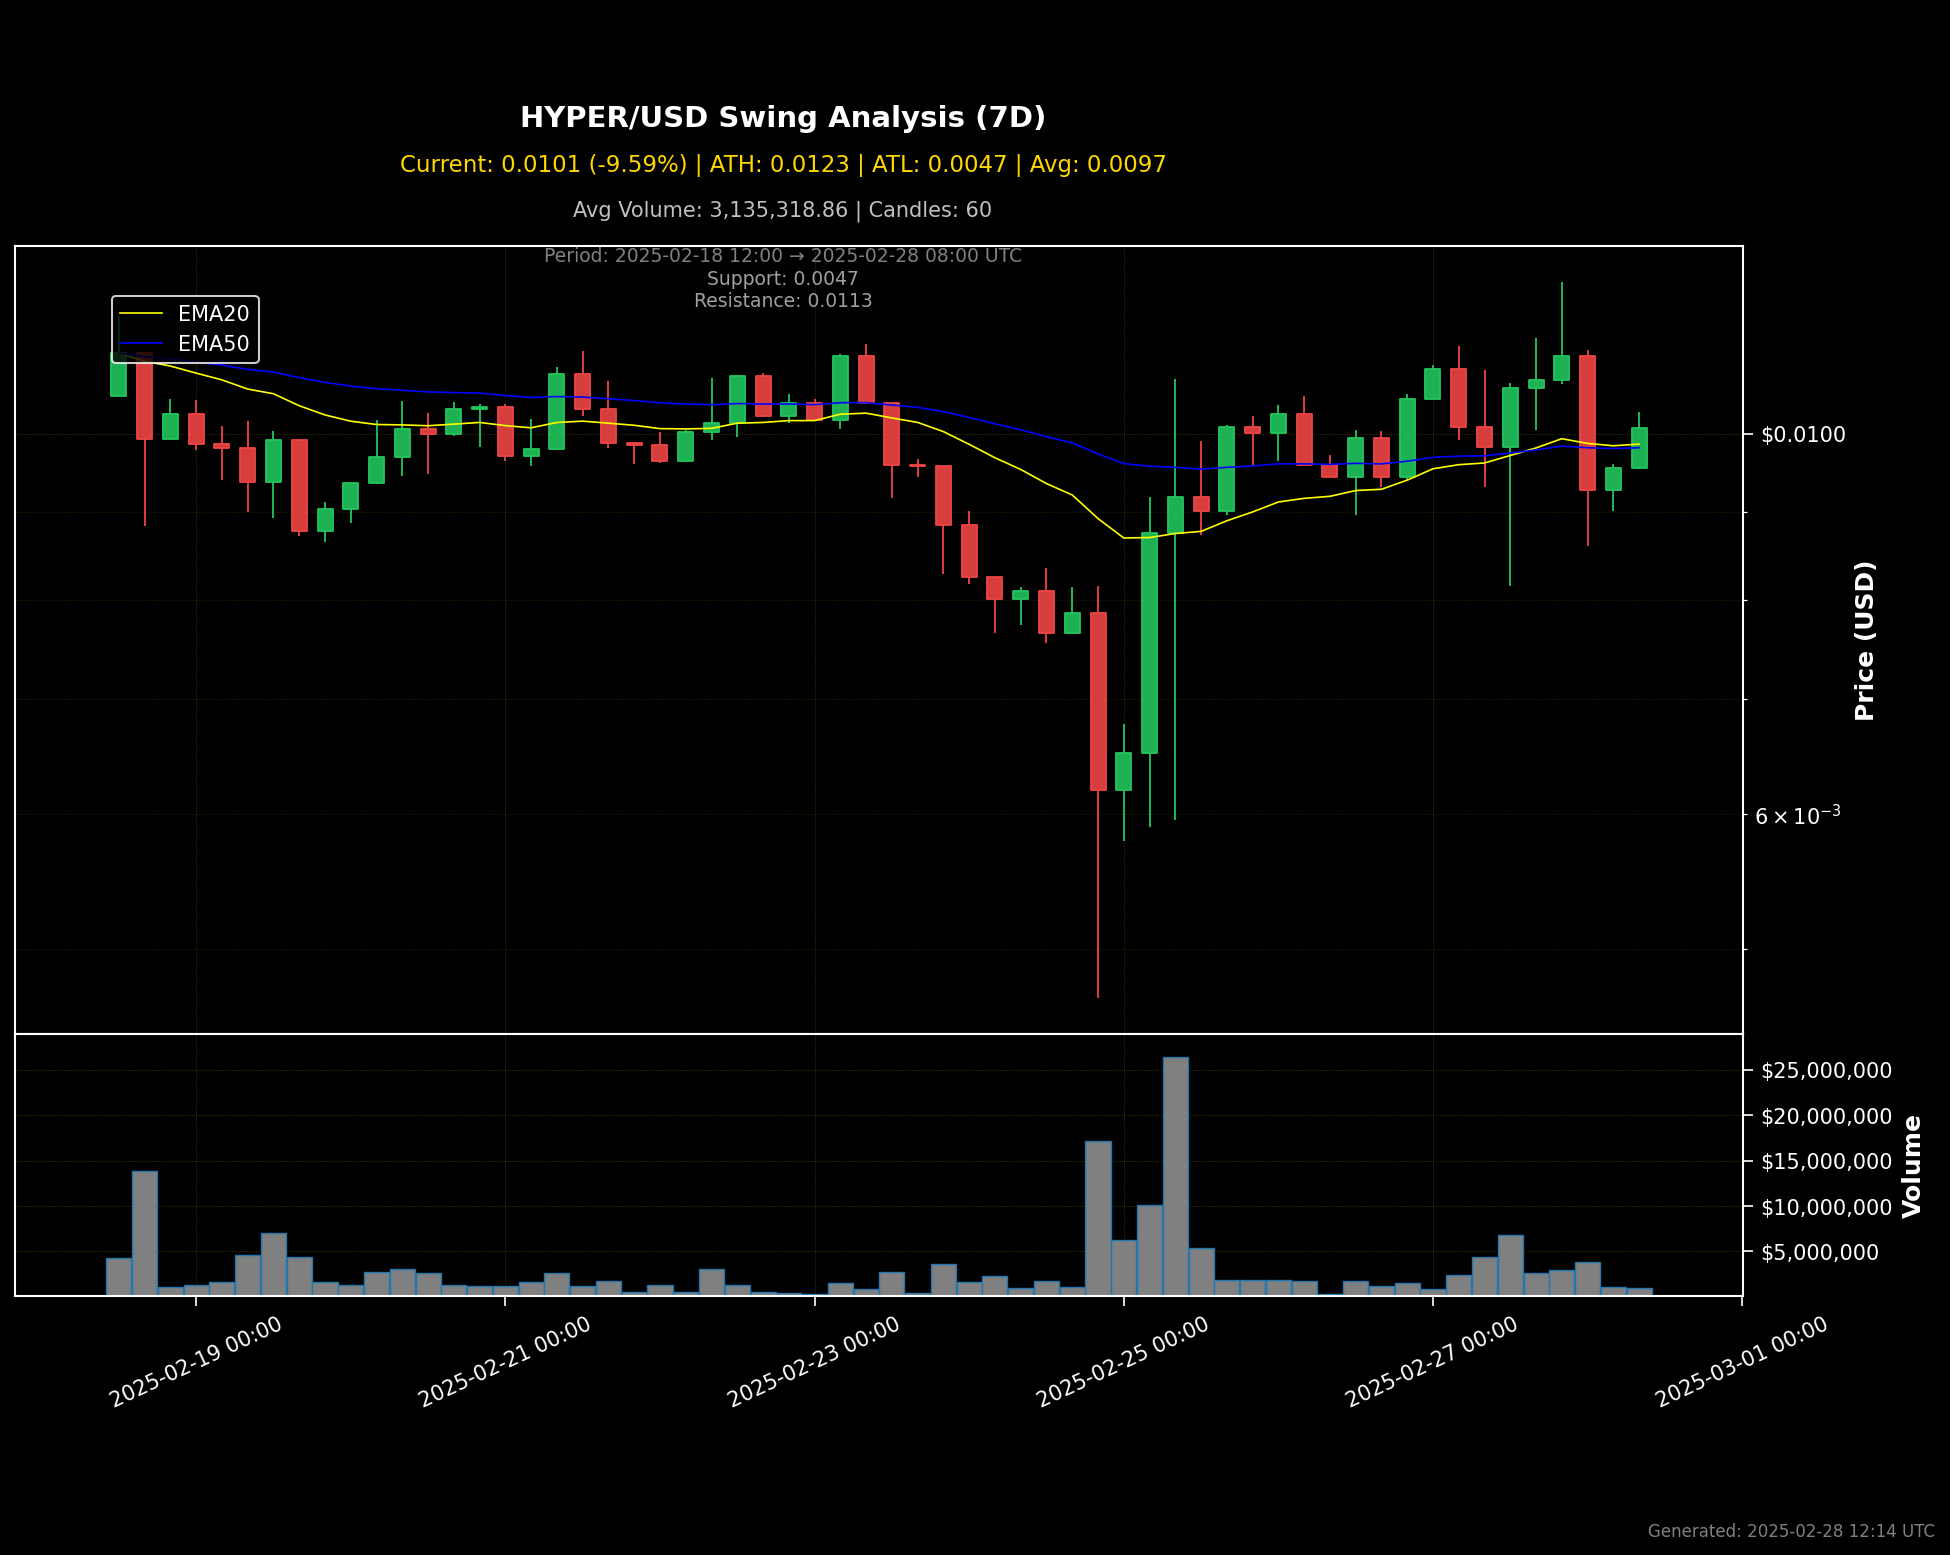 HYPER/USD Swing Analysis (7D)
Current: 0.0101 (-9.59%) | ATH: 0.0123 | ATL: 0.0047 | Avg: 0.0097
Avg Volume: 3,135,318.86 | Candles: 60
Period: 2025-02-18 12:00 → 2025-02-28 08:00 UTC
Support: 0.0047
Resistance: 0.0113
EMA20
EMA50
$0.0100
6 × 10⁻³
Price (USD)
$25,000,000
$20,000,000
$15,000,000
$10,000,000
$5,000,000
Volume
2025-02-19 00:00
2025-02-21 00:00
2025-02-23 00:00
2025-02-25 00:00
2025-02-27 00:00
2025-03-01 00:00
Generated: 2025-02-28 12:14 UTC